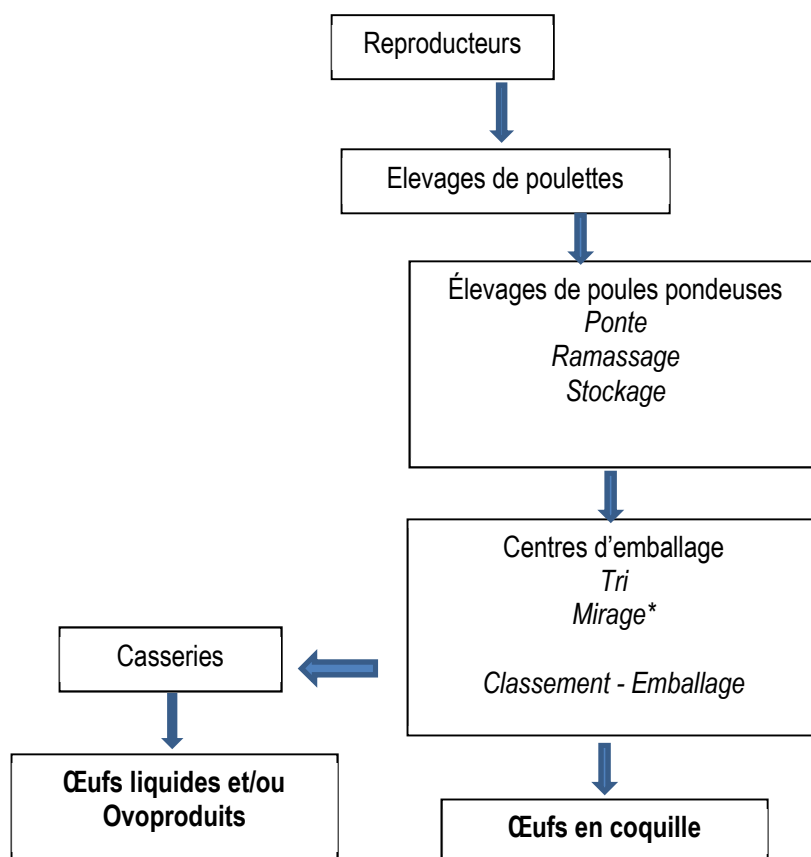 Reproducteurs
Elevages de poulettes
Élevages de poules pondeuses
Ponte
Ramassage
Stockage
Centres d'emballage
Tri
Mirage*
Classement - Emballage
Casseries
Œufs liquides et/ou
Ovoproduits
Œufs en coquille